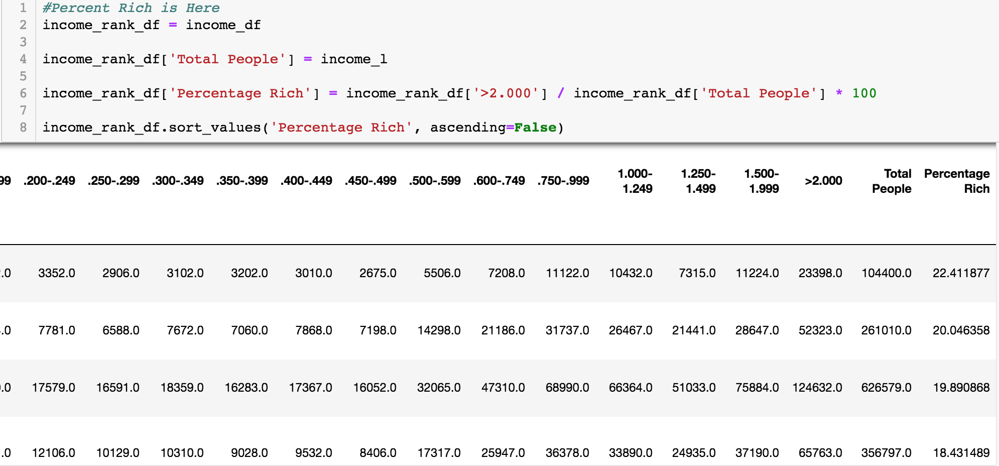 1 #Percent Rich is Here
2 income_rank_df = income_df
3
4 income_rank_df['Total People'] = income_l
5
6 income_rank_df['Percentage Rich'] = income_rank_df['>2.000'] / income_rank_df['Total People'] * 100
7
8 income_rank_df.sort_values('Percentage Rich', ascending=False)
99 .200-.249 .250-.299 .300-.349 .350-.399 .400-.449 .450-.499 .500-.599 .600-.749 .750-.999 1.000-1.249 1.250-1.499 1.500-1.999 >2.000 Total People Percentage Rich
.0 3352.0 2906.0 3102.0 3202.0 3010.0 2675.0 5506.0 7208.0 11122.0 10432.0 7315.0 11224.0 23398.0 104400.0 22.411877
.0 7781.0 6588.0 7672.0 7060.0 7868.0 7198.0 14298.0 21186.0 31737.0 26467.0 21441.0 28647.0 52323.0 261010.0 20.046358
.0 17579.0 16591.0 18359.0 16283.0 17367.0 16052.0 32065.0 47310.0 68990.0 66364.0 51033.0 75884.0 124632.0 626579.0 19.890868
.0 12106.0 10129.0 10310.0 9028.0 9532.0 8406.0 17317.0 25947.0 36378.0 33890.0 24935.0 37190.0 65763.0 356797.0 18.431489